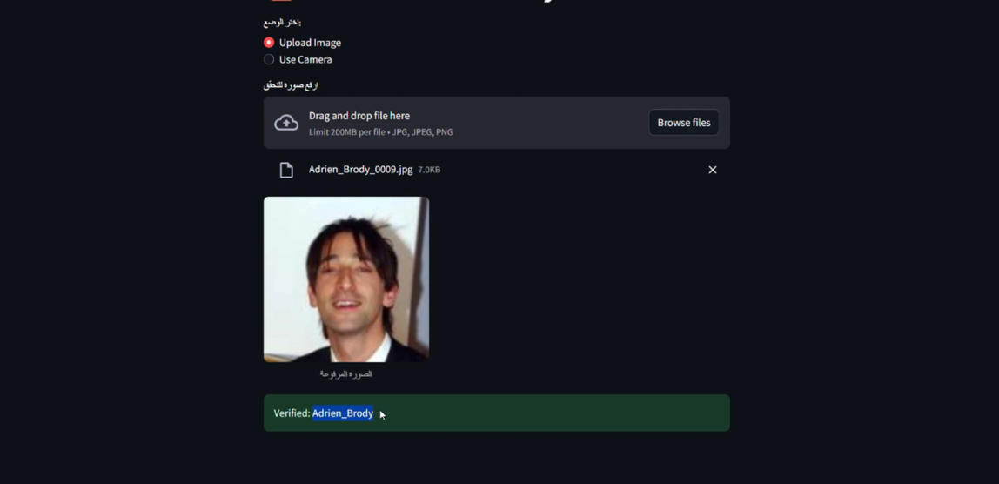 اختر الوضع:
Upload Image
Use Camera
ارفع صورة للتحقق
Drag and drop file here
Limit 200MB per file • JPG, JPEG, PNG
Browse files
Adrien_Brody_0009.jpg 7.0KB
الصورة المرفوعة
Verified: Adrien_Brody